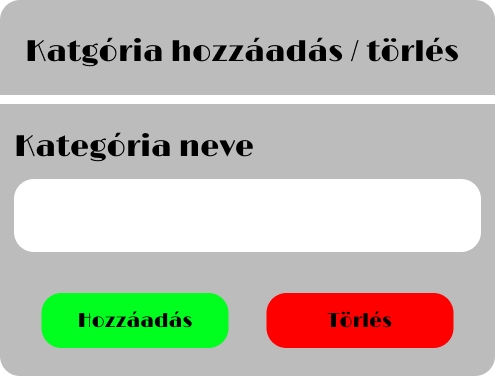 Katgória hozzáadás / törlés
Kategória neve
Hozzáadás
Törlés